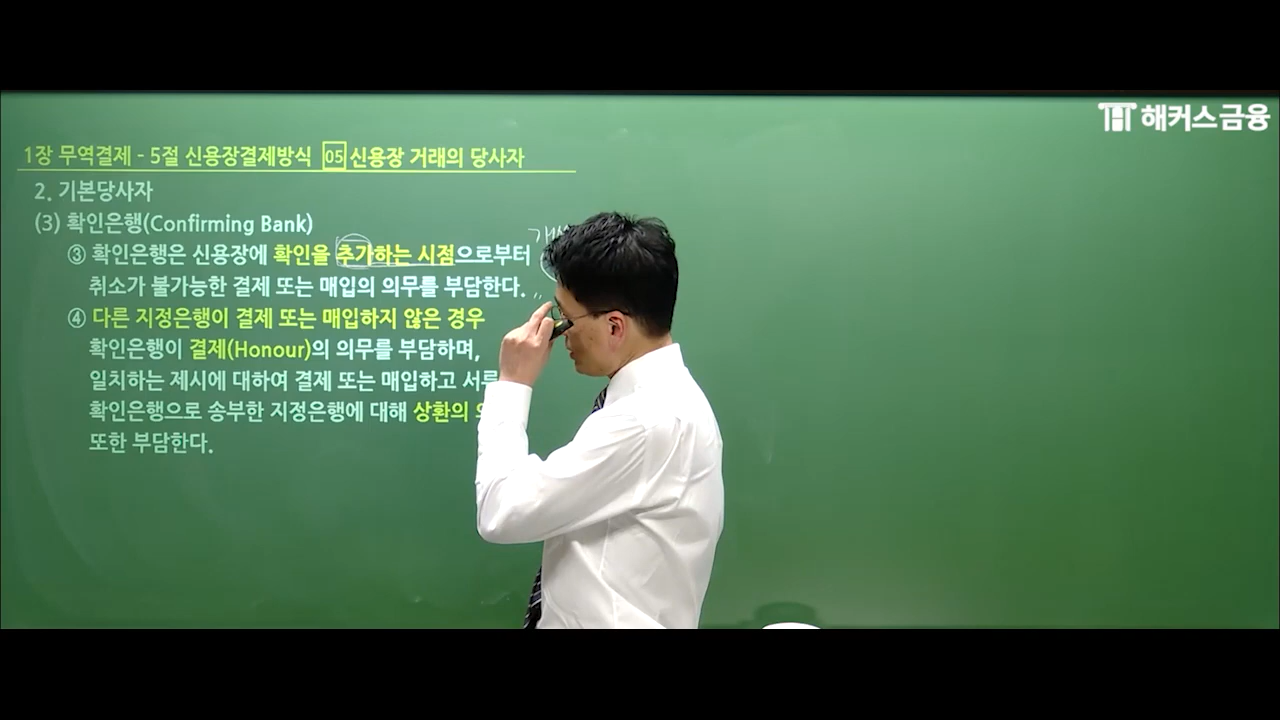 해커스금융
1장 무역결제 - 5절 신용장결제방식 05 신용장 거래의 당사자
2. 기본당사자
(3) 확인은행(Confirming Bank)
③ 확인은행은 신용장에 확인을 추가하는 시점으로부터
취소가 불가능한 결제 또는 매입의 의무를 부담한다.
④ 다른 지정은행이 결제 또는 매입하지 않은 경우
확인은행이 결제(Honour)의 의무를 부담하며,
일치하는 제시에 대하여 결제 또는 매입하고
확인은행으로 송부한 지정은행에 대해 상환의
또한 부담한다.